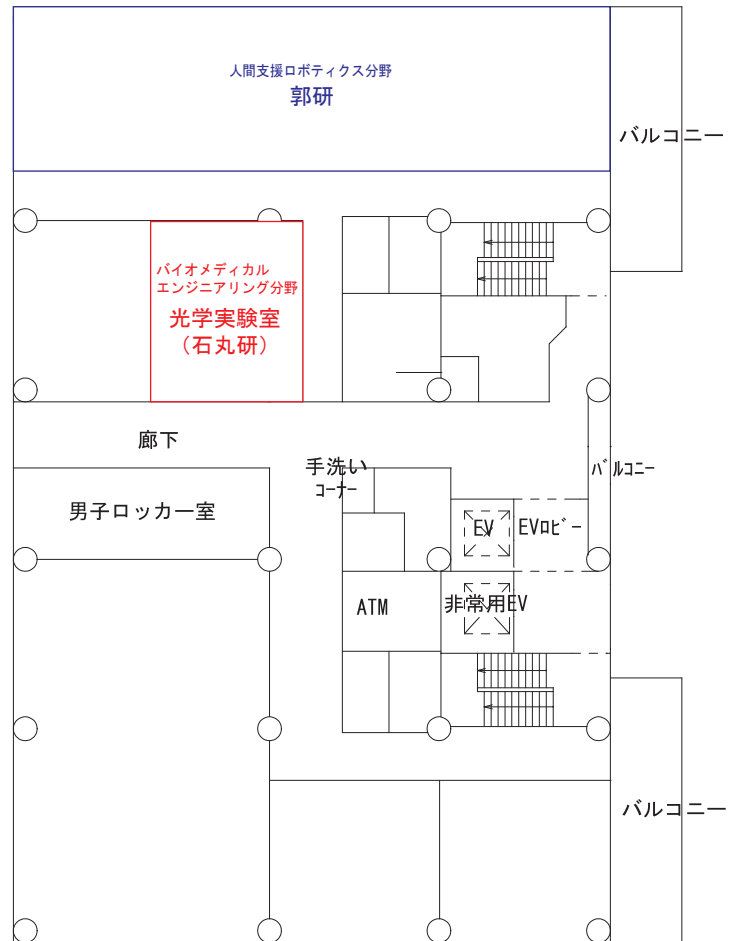 人間支援ロボティクス分野
郭研
バルコニー
バイオメディカル
エンジニアリング分野
光学実験室
(石丸研)
廊下
手洗い
コーナー
バルコニー
男子ロッカー室
EV
EVロビー
ATM
非常用EV
バルコニー